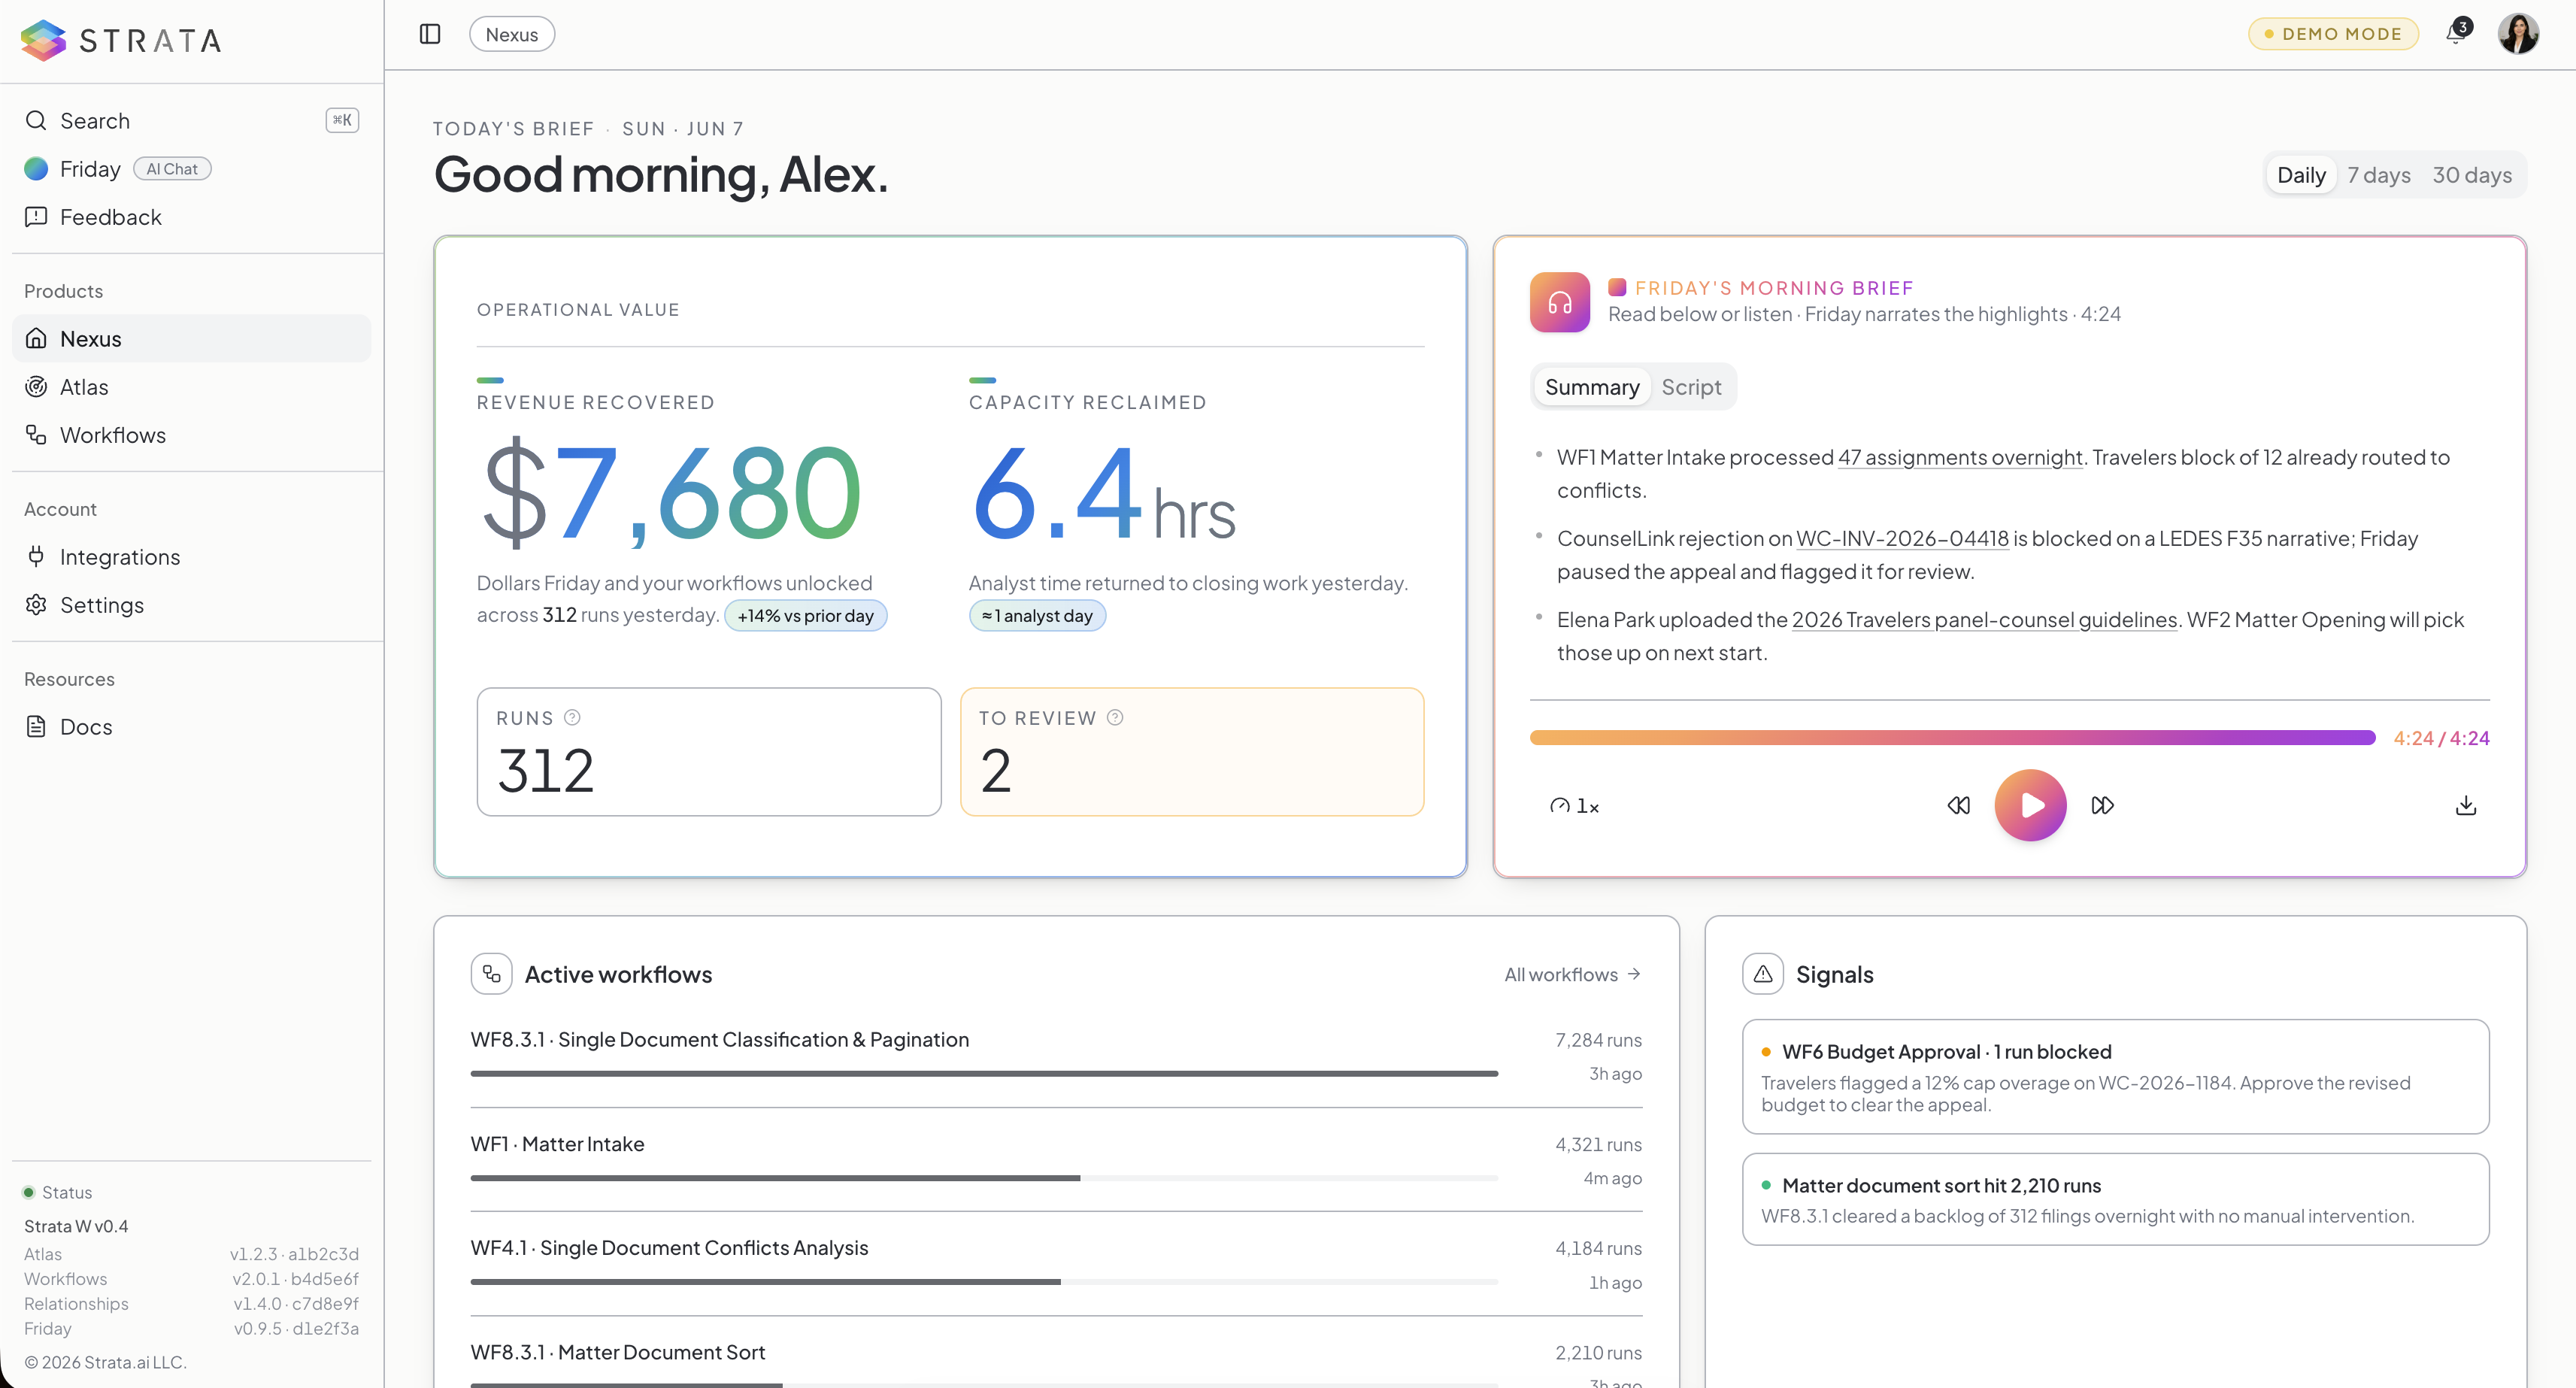 STRATA
Search
⌘K
Friday
AI Chat
Feedback
Products
Nexus
Atlas
Workflows
Account
Integrations
Settings
Resources
Docs
Status
Strata W v0.4
Atlas v1.2.3 · a1b2c3d
Workflows v2.0.1 · b4d5e6f
Relationships v1.4.0 · c7d8e9f
Friday v0.9.5 · d1e2f3a
© 2026 Strata.ai LLC.
Nexus
DEMO MODE
3
TODAY'S BRIEF · SUN · JUN 7
Good morning, Alex.
Daily 7 days 30 days
OPERATIONAL VALUE
REVENUE RECOVERED
$7,680
Dollars Friday and your workflows unlocked
across 312 runs yesterday. +14% vs prior day
CAPACITY RECLAIMED
6.4 hrs
Analyst time returned to closing work yesterday.
≈ 1 analyst day
RUNS
312
TO REVIEW
2
FRIDAY'S MORNING BRIEF
Read below or listen · Friday narrates the highlights · 4:24
Summary Script
• WF1 Matter Intake processed 47 assignments overnight. Travelers block of 12 already routed to
conflicts.
• CounselLink rejection on WC-INV-2026-04418 is blocked on a LEDES F35 narrative; Friday
paused the appeal and flagged it for review.
• Elena Park uploaded the 2026 Travelers panel-counsel guidelines. WF2 Matter Opening will pick
those up on next start.
4:24 / 4:24
1×
Active workflows
All workflows →
WF8.3.1 · Single Document Classification & Pagination
7,284 runs
3h ago
WF1 · Matter Intake
4,321 runs
4m ago
WF4.1 · Single Document Conflicts Analysis
4,184 runs
1h ago
WF8.3.1 · Matter Document Sort
2,210 runs
3h ago
Signals
WF6 Budget Approval · 1 run blocked
Travelers flagged a 12% cap overage on WC-2026-1184. Approve the revised
budget to clear the appeal.
Matter document sort hit 2,210 runs
WF8.3.1 cleared a backlog of 312 filings overnight with no manual intervention.